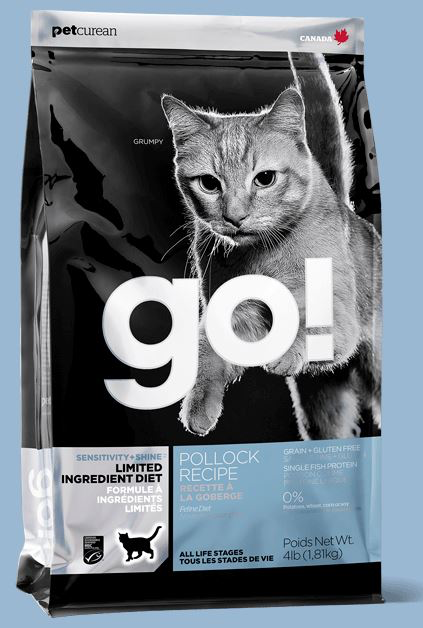 petcurean
CANADA
GRUMPY
go!
SENSITIVITY+SHINE
LIMITED
INGREDIENT DIET
FORMULE À
INGRÉDIENTS
LIMITÉS
POLLOCK
RECIPE
RECETTE À
LA GOBERGE
Feline Diet
GRAIN + GLUTEN FREE
SINGLE FISH PROTEIN
0%
ALL LIFE STAGES
TOUS LES STADES DE VIE
Poids Net Wt.
4lb (1,81kg)
go!